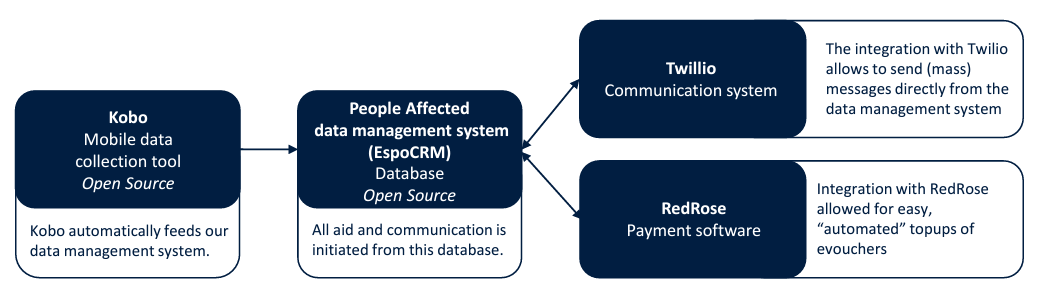 Kobo
Mobile data
collection tool
Open Source
Kobo automatically feeds our
data management system.
People Affected
data management system
(EspoCRM)
Database
Open Source
All aid and communication is
initiated from this database.
Twillio
Communication system
The integration with Twilio
allows to send (mass)
messages directly from the
data management system
RedRose
Payment software
Integration with RedRose
allowed for easy,
“automated” topups of
evouchers